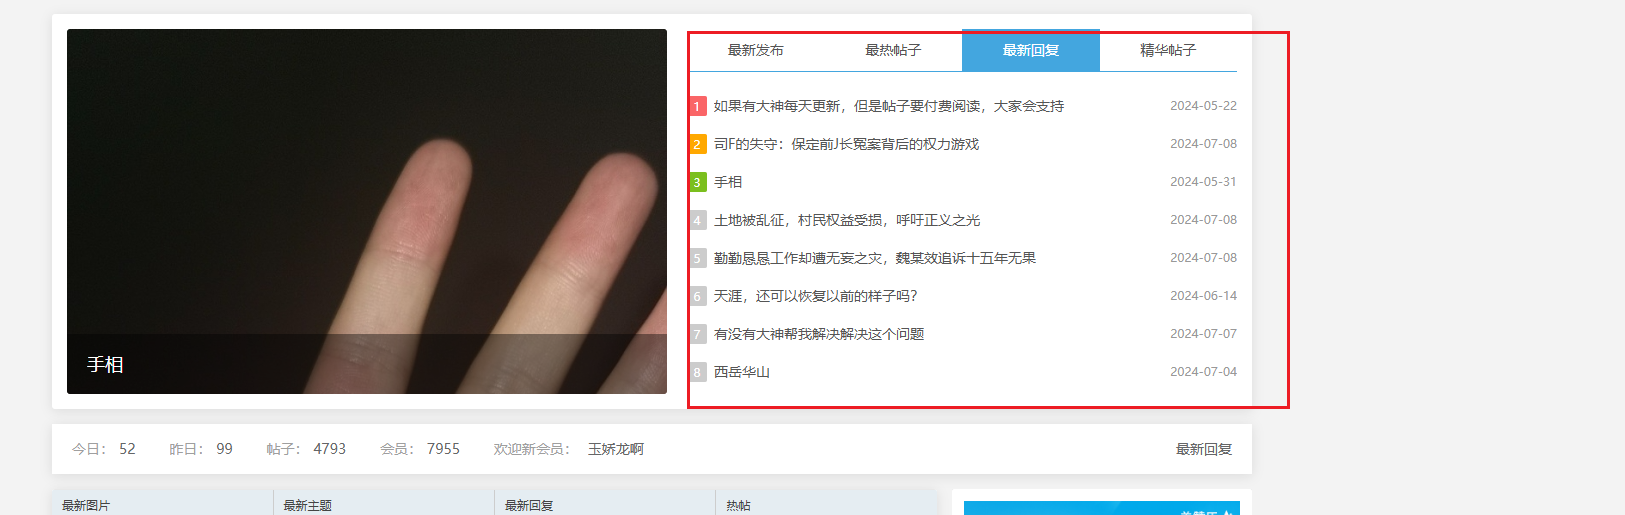 最新发布 最热帖子 最新回复 精华帖子
1 如果有大神每天更新，但是帖子要付费阅读，大家会支持 2024-05-22
2 司F的失守：保定前J长冤案背后的权力游戏 2024-07-08
3 手相 2024-05-31
4 土地被乱征，村民权益受损，呼吁正义之光 2024-07-08
5 勤勤恳恳工作却遭无妄之灾，魏某效追诉十五年无果 2024-07-08
6 天涯，还可以恢复以前的样子吗? 2024-06-14
7 有没有大神帮我解决解决这个问题 2024-07-07
8 西岳华山 2024-07-04
手相
今日： 52 昨日： 99 帖子： 4793 会员： 7955 欢迎新会员： 玉娇龙啊 最新回复
最新图片 最新主题 最新回复 热帖